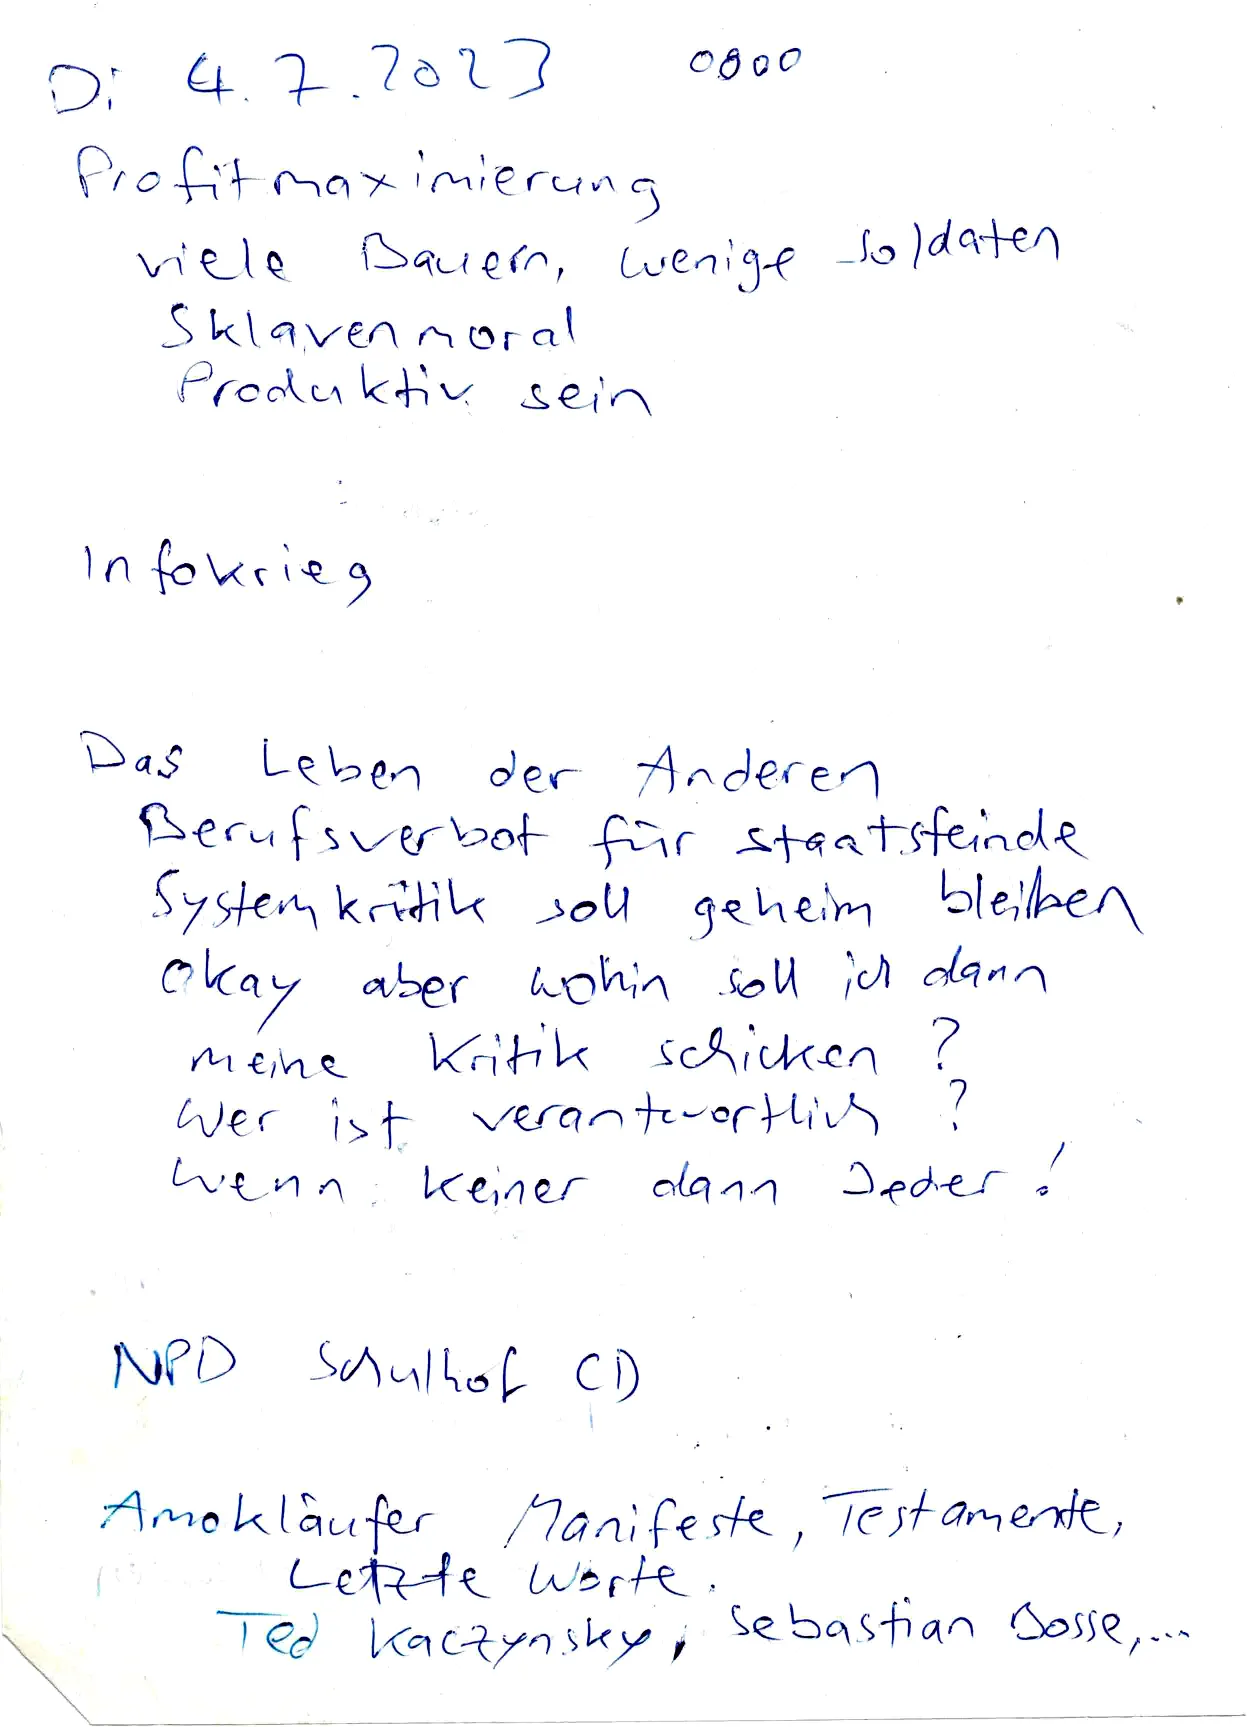 Di 4.7.2023 0800
Profitmaximierung
viele Bauern, wenige Soldaten
Sklavenmoral
Produktiv sein
Infokrieg
Das Leben der Anderen
Berufsverbot für Staatsfeinde
Systemkritik soll geheim bleiben
Okay aber wohin soll ich dann
meine Kritik schicken ?
Wer ist verantwortlich ?
Wenn keiner dann Jeder !
NPD Schulhof CD
Amokläufer Manifeste, Testamente,
Letzte Worte.
Ted Kaczynsky, Sebastian Bosse,...